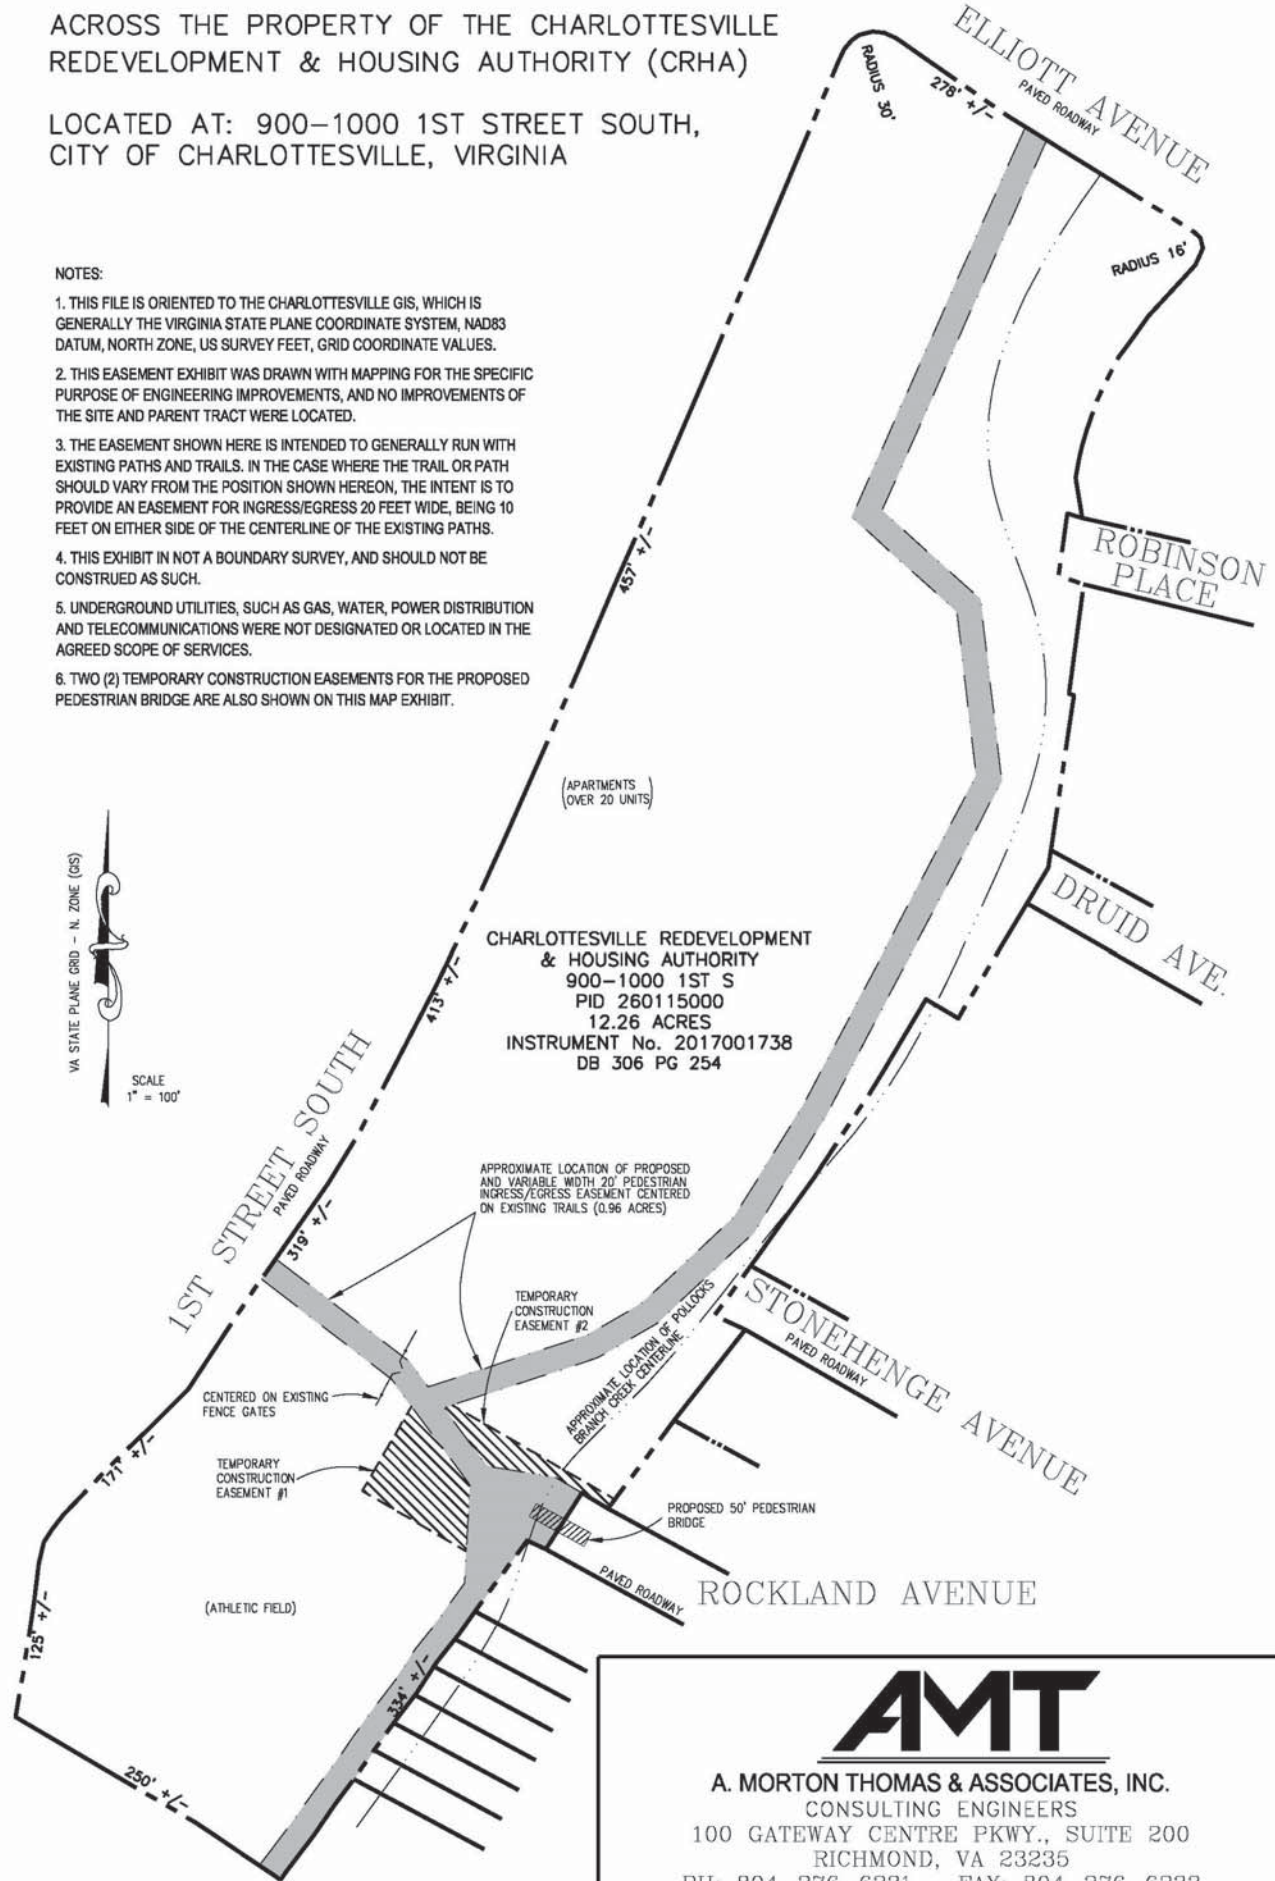 ACROSS THE PROPERTY OF THE CHARLOTTESVILLE
REDEVELOPMENT & HOUSING AUTHORITY (CRHA)
LOCATED AT: 900-1000 1ST STREET SOUTH,
CITY OF CHARLOTTESVILLE, VIRGINIA
ELLIOTT AVENUE
PAVED ROADWAY
278' +/-
RADIUS 30'
RADIUS 16'
NOTES:
1. THIS FILE IS ORIENTED TO THE CHARLOTTESVILLE GIS, WHICH IS
GENERALLY THE VIRGINIA STATE PLANE COORDINATE SYSTEM, NAD83
DATUM, NORTH ZONE, US SURVEY FEET, GRID COORDINATE VALUES.
2. THIS EASEMENT EXHIBIT WAS DRAWN WITH MAPPING FOR THE SPECIFIC
PURPOSE OF ENGINEERING IMPROVEMENTS, AND NO IMPROVEMENTS OF
THE SITE AND PARENT TRACT WERE LOCATED.
3. THE EASEMENT SHOWN HERE IS INTENDED TO GENERALLY RUN WITH
EXISTING PATHS AND TRAILS. IN THE CASE WHERE THE TRAIL OR PATH
SHOULD VARY FROM THE POSITION SHOWN HEREON, THE INTENT IS TO
PROVIDE AN EASEMENT FOR INGRESS/EGRESS 20 FEET WIDE, BEING 10
FEET ON EITHER SIDE OF THE CENTERLINE OF THE EXISTING PATHS.
4. THIS EXHIBIT IN NOT A BOUNDARY SURVEY, AND SHOULD NOT BE
CONSTRUED AS SUCH.
5. UNDERGROUND UTILITIES, SUCH AS GAS, WATER, POWER DISTRIBUTION
AND TELECOMMUNICATIONS WERE NOT DESIGNATED OR LOCATED IN THE
AGREED SCOPE OF SERVICES.
6. TWO (2) TEMPORARY CONSTRUCTION EASEMENTS FOR THE PROPOSED
PEDESTRIAN BRIDGE ARE ALSO SHOWN ON THIS MAP EXHIBIT.
457' +/-
ROBINSON
PLACE
(APARTMENTS
OVER 20 UNITS)
VA STATE PLANE GRID - N. ZONE (GIS)
SCALE
1" = 100'
DRUID AVE.
CHARLOTTESVILLE REDEVELOPMENT
& HOUSING AUTHORITY
900-1000 1ST S
PID 260115000
12.26 ACRES
INSTRUMENT No. 2017001738
DB 306 PG 254
413' +/-
1ST STREET SOUTH
PAVED ROADWAY
319' +/-
APPROXIMATE LOCATION OF PROPOSED
AND VARIABLE WIDTH 20' PEDESTRIAN
INGRESS/EGRESS EASEMENT CENTERED
ON EXISTING TRAILS (0.96 ACRES)
TEMPORARY
CONSTRUCTION
EASEMENT #2
APPROXIMATE LOCATION OF POLLOCKS
BRANCH CREEK CENTERLINE
STONEHENGE AVENUE
PAVED ROADWAY
CENTERED ON EXISTING
FENCE GATES
TEMPORARY
CONSTRUCTION
EASEMENT #1
171' +/-
PROPOSED 50' PEDESTRIAN
BRIDGE
PAVED ROADWAY
ROCKLAND AVENUE
(ATHLETIC FIELD)
125' +/-
334' +/-
250' +/-
AMT
A. MORTON THOMAS & ASSOCIATES, INC.
CONSULTING ENGINEERS
100 GATEWAY CENTRE PKWY., SUITE 200
RICHMOND, VA 23235